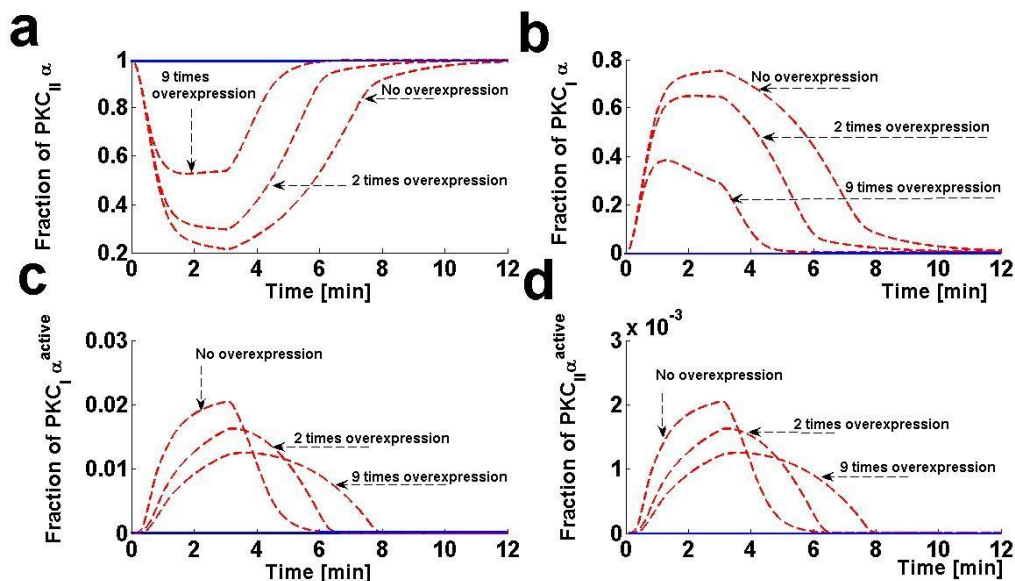 a
Fraction of PKC_II α
1
0.8
0.6
0.4
0.2
9 times
overexpression
No overexpression
2 times overexpression
0 2 4 6 8 10 12
Time [min]
b
Fraction of PKC_I α
0.8
0.6
0.4
0.2
0
No overexpression
2 times overexpression
9 times overexpression
0 2 4 6 8 10 12
Time [min]
c
Fraction of PKC_I α^active
0.03
0.02
0.01
0
No overexpression
2 times overexpression
9 times overexpression
0 2 4 6 8 10 12
Time [min]
d
Fraction of PKC_II α^active
x 10^-3
3
2
1
0
No overexpression
2 times overexpression
9 times overexpression
0 2 4 6 8 10 12
Time [min]